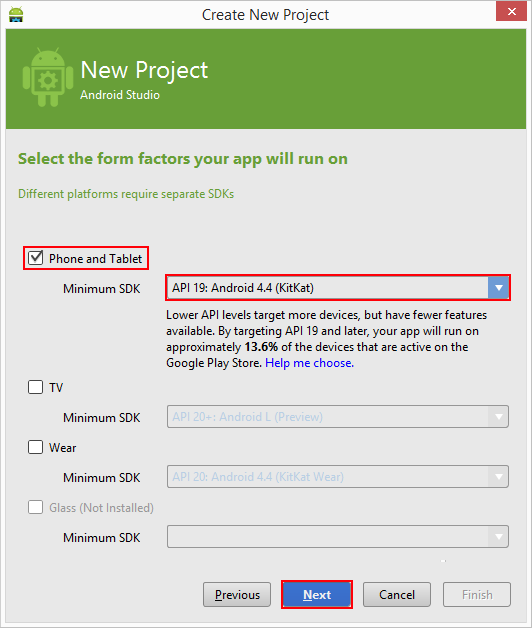 Create New Project
New Project
Android Studio
Select the form factors your app will run on
Different platforms require separate SDKs
Phone and Tablet
Minimum SDK API 19: Android 4.4 (KitKat)
Lower API levels target more devices, but have fewer features
available. By targeting API 19 and later, your app will run on
approximately 13.6% of the devices that are active on the
Google Play Store. Help me choose.
TV
Minimum SDK API 20+: Android L (Preview)
Wear
Minimum SDK API 20: Android 4.4 (KitKat Wear)
Glass (Not Installed)
Minimum SDK
Previous Next Cancel Finish